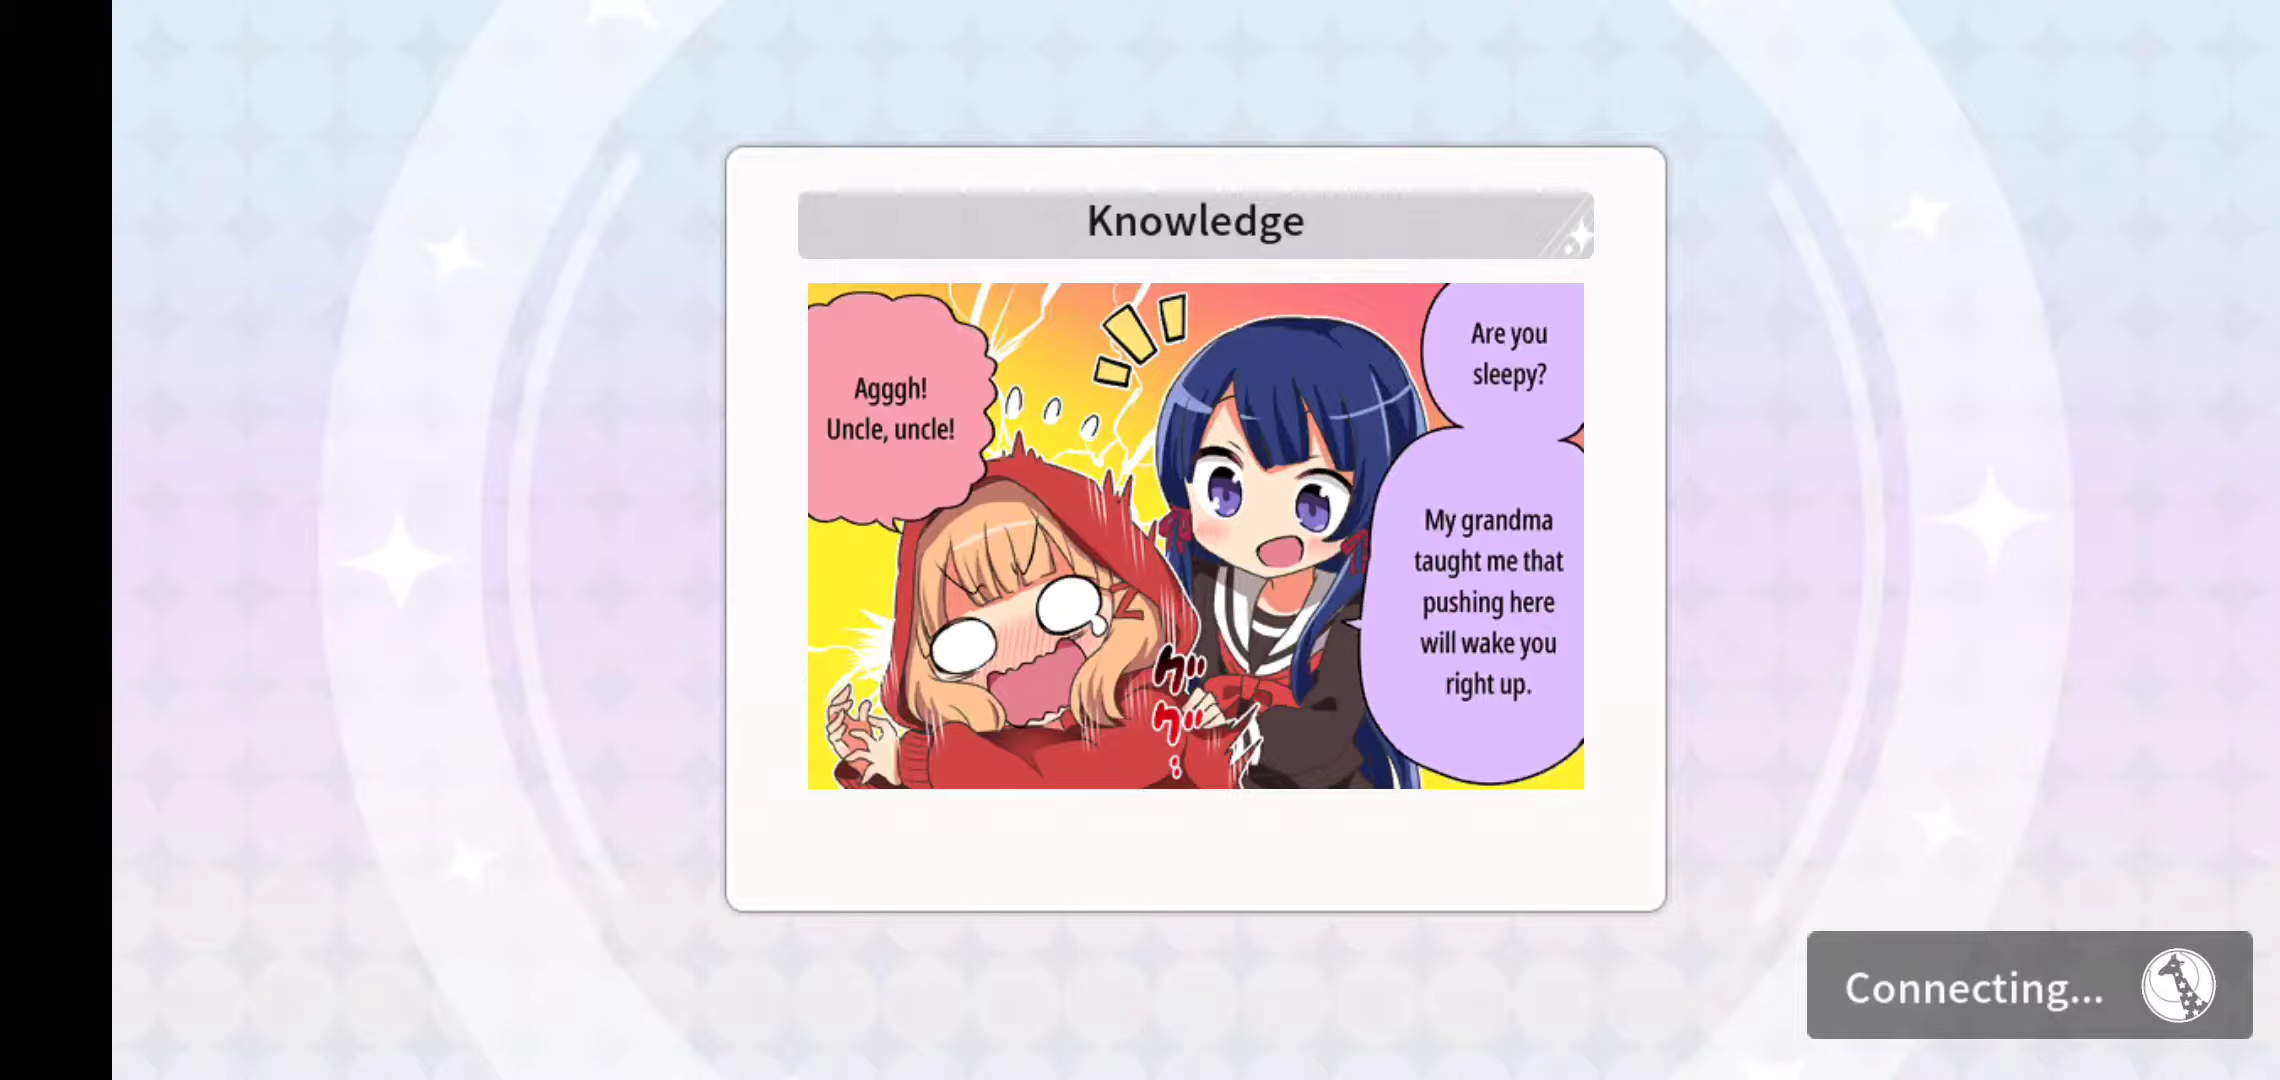 Knowledge
Agggh!
Uncle, uncle!
Are you
sleepy?
My grandma
taught me that
pushing here
will wake you
right up.
グ
グ
Connecting...